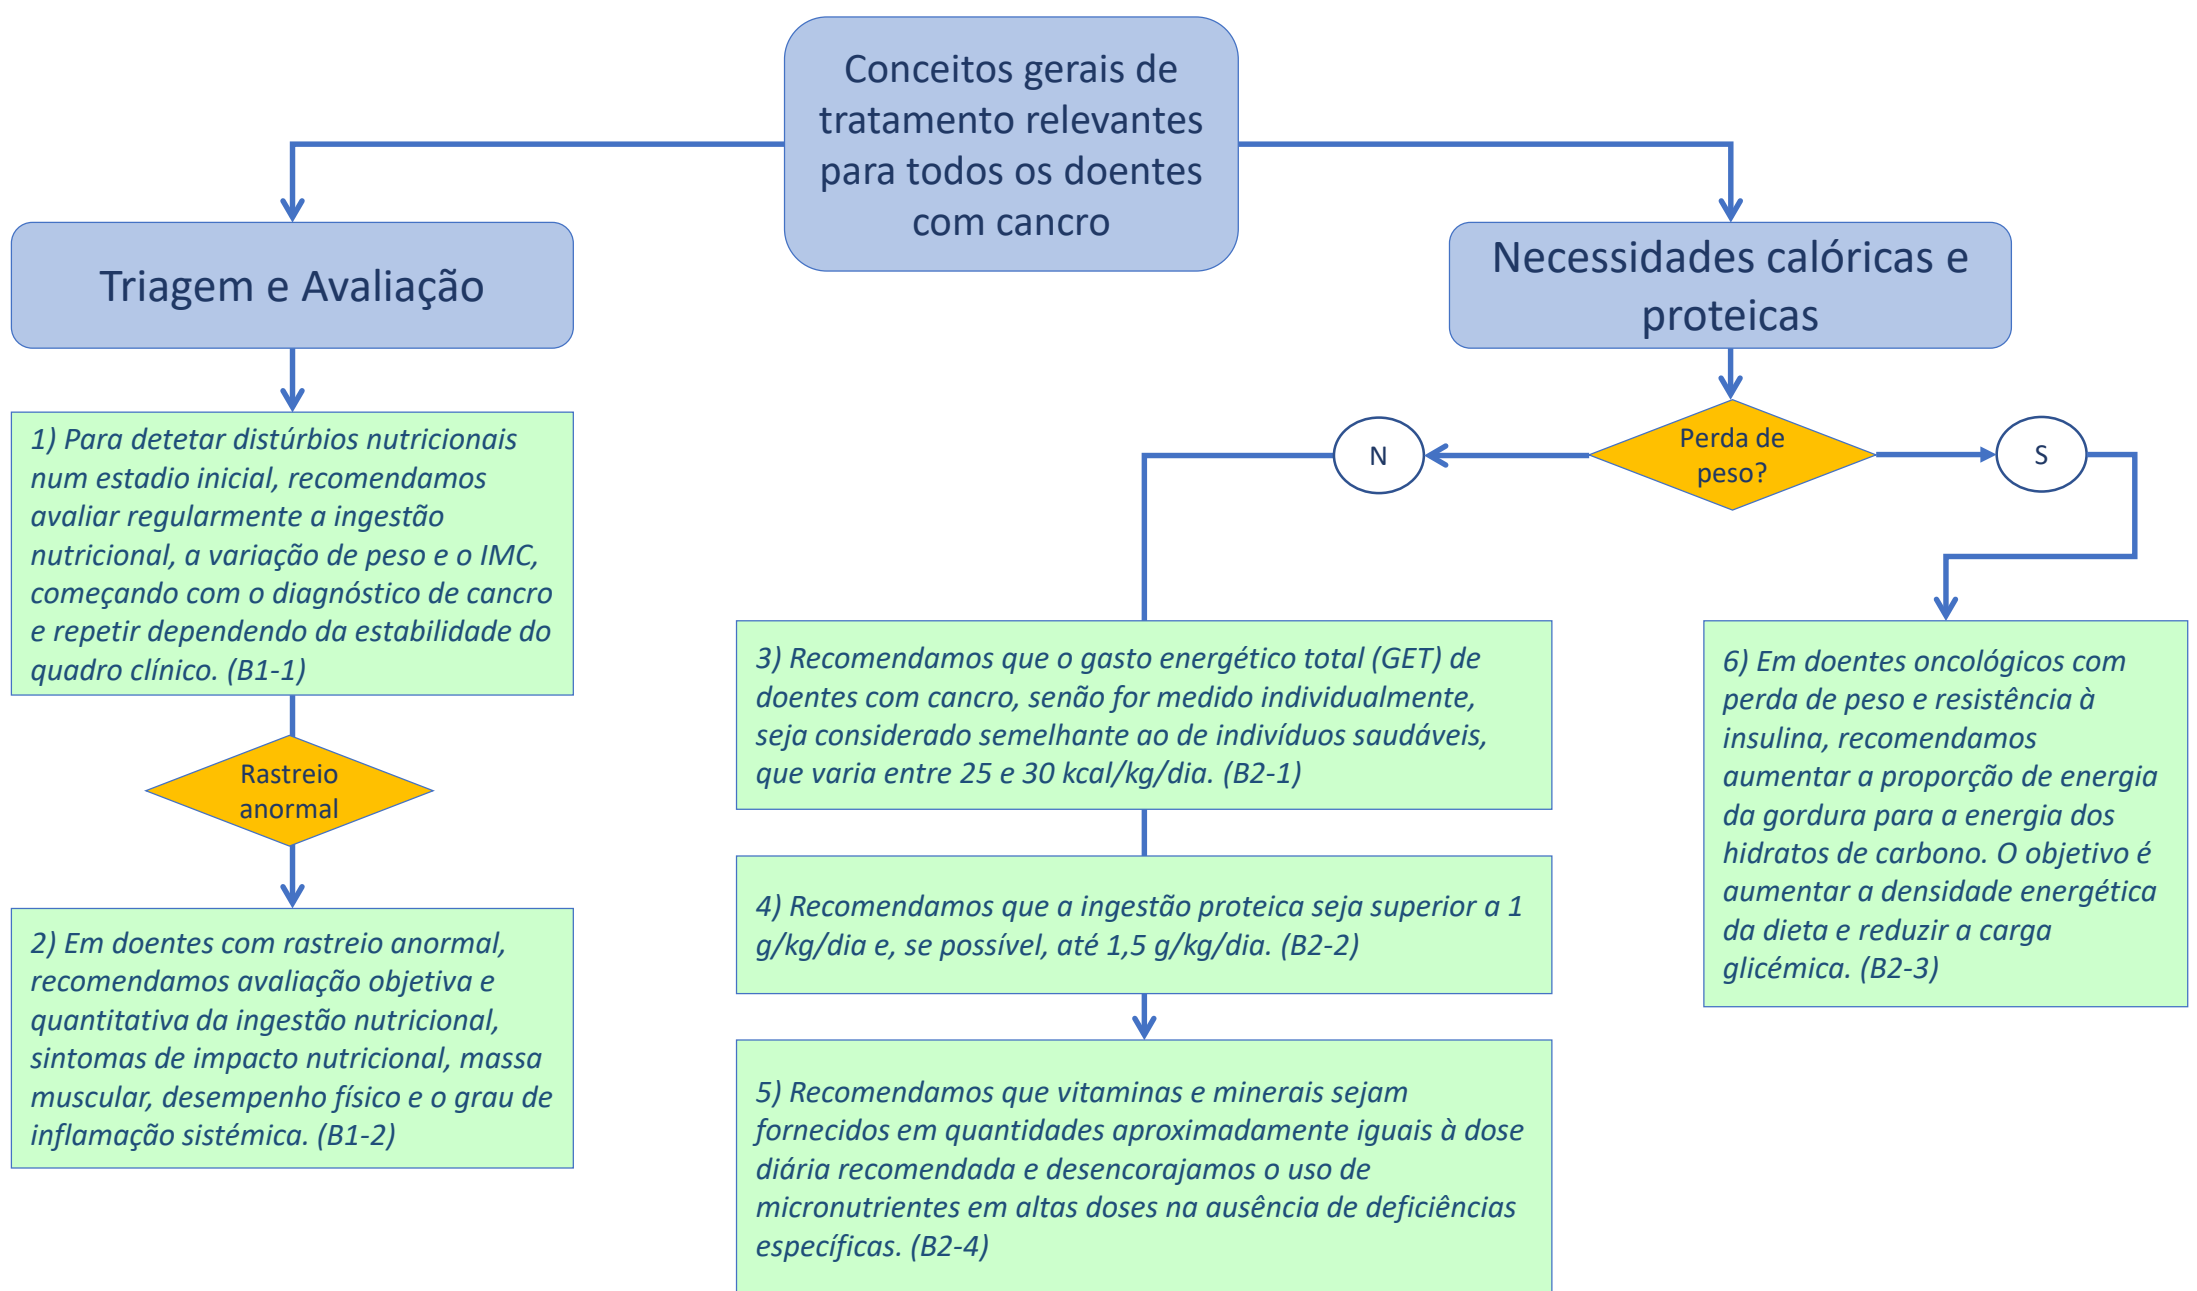 Conceitos gerais de
tratamento relevantes
para todos os doentes
com cancro
Triagem e Avaliação
1) Para detetar distúrbios nutricionais
num estadio inicial, recomendamos
avaliar regularmente a ingestão
nutricional, a variação de peso e o IMC,
começando com o diagnóstico de cancro
e repetir dependendo da estabilidade do
quadro clínico. (B1-1)
Rastreio
anormal
2) Em doentes com rastreio anormal,
recomendamos avaliação objetiva e
quantitativa da ingestão nutricional,
sintomas de impacto nutricional, massa
muscular, desempenho físico e o grau de
inflamação sistémica. (B1-2)
Necessidades calóricas e
proteicas
Perda de
peso?
N
S
3) Recomendamos que o gasto energético total (GET) de
doentes com cancro, senão for medido individualmente,
seja considerado semelhante ao de indivíduos saudáveis,
que varia entre 25 e 30 kcal/kg/dia. (B2-1)
4) Recomendamos que a ingestão proteica seja superior a 1
g/kg/dia e, se possível, até 1,5 g/kg/dia. (B2-2)
5) Recomendamos que vitaminas e minerais sejam
fornecidos em quantidades aproximadamente iguais à dose
diária recomendada e desencorajamos o uso de
micronutrientes em altas doses na ausência de deficiências
específicas. (B2-4)
6) Em doentes oncológicos com
perda de peso e resistência à
insulina, recomendamos
aumentar a proporção de energia
da gordura para a energia dos
hidratos de carbono. O objetivo é
aumentar a densidade energética
da dieta e reduzir a carga
glicémica. (B2-3)